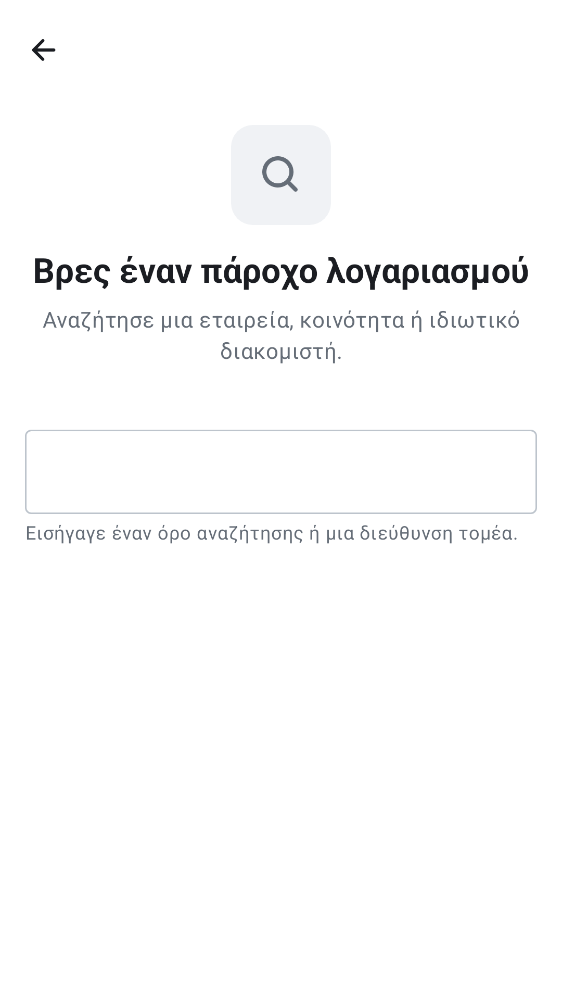 Βρες έναν πάροχο λογαριασμού
Αναζήτησε μια εταιρεία, κοινότητα ή ιδιωτικό
διακομιστή.
Εισήγαγε έναν όρο αναζήτησης ή μια διεύθυνση τομέα.